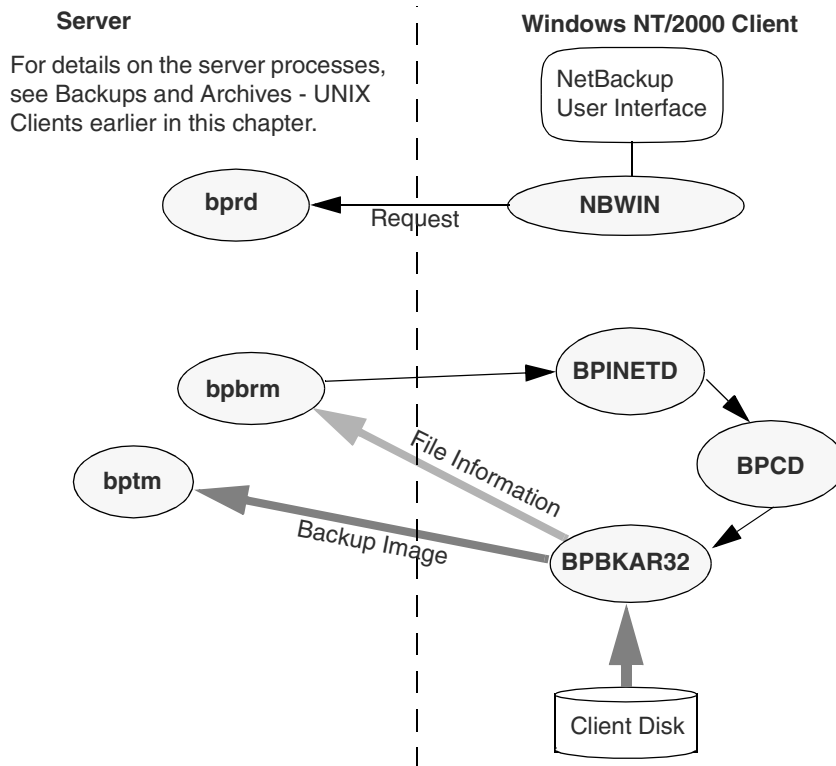 Server
Windows NT/2000 Client
For details on the server processes,
see Backups and Archives - UNIX
Clients earlier in this chapter.
NetBackup
User Interface
bprd
Request
NBWIN
bpbrm
BPINETD
File Information
BPCD
bptm
Backup Image
BPBKAR32
Client Disk